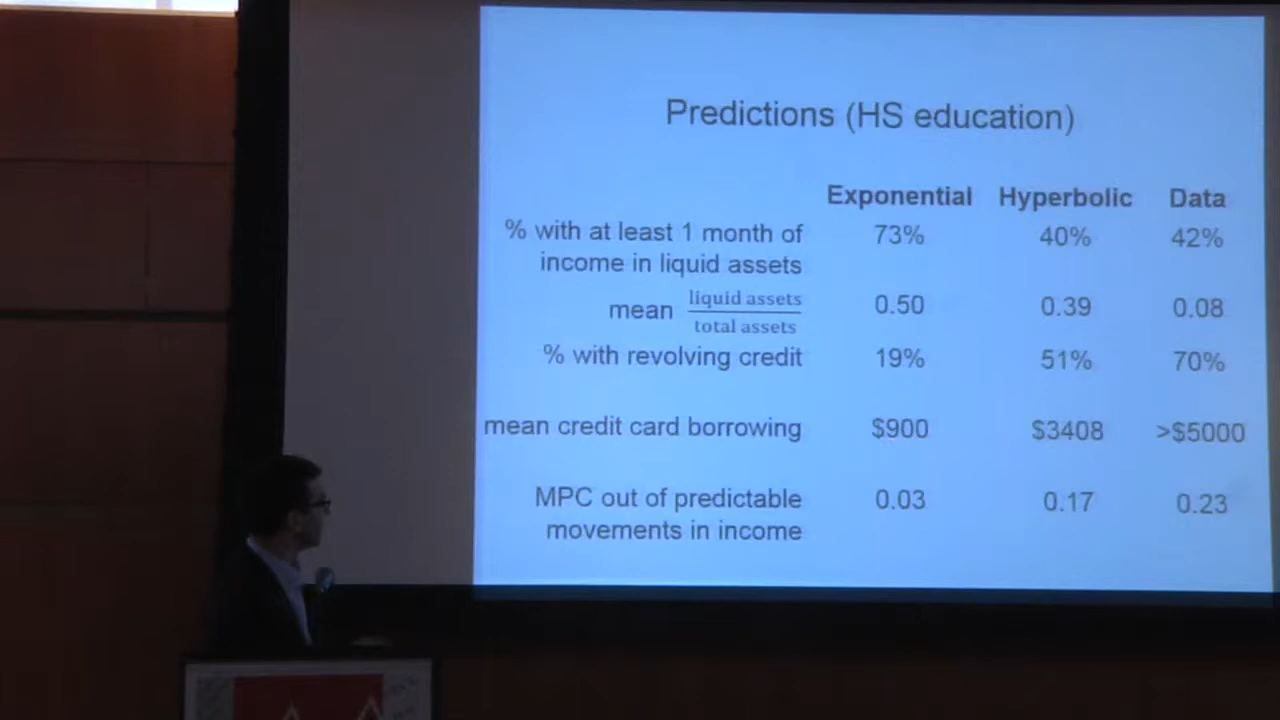 Predictions (HS education)
Exponential Hyperbolic Data
% with at least 1 month of
income in liquid assets
73% 40% 42%
mean liquid assets
total assets
0.50 0.39 0.08
% with revolving credit 19% 51% 70%
mean credit card borrowing $900 $3408 >$5000
MPC out of predictable
movements in income
0.03 0.17 0.23